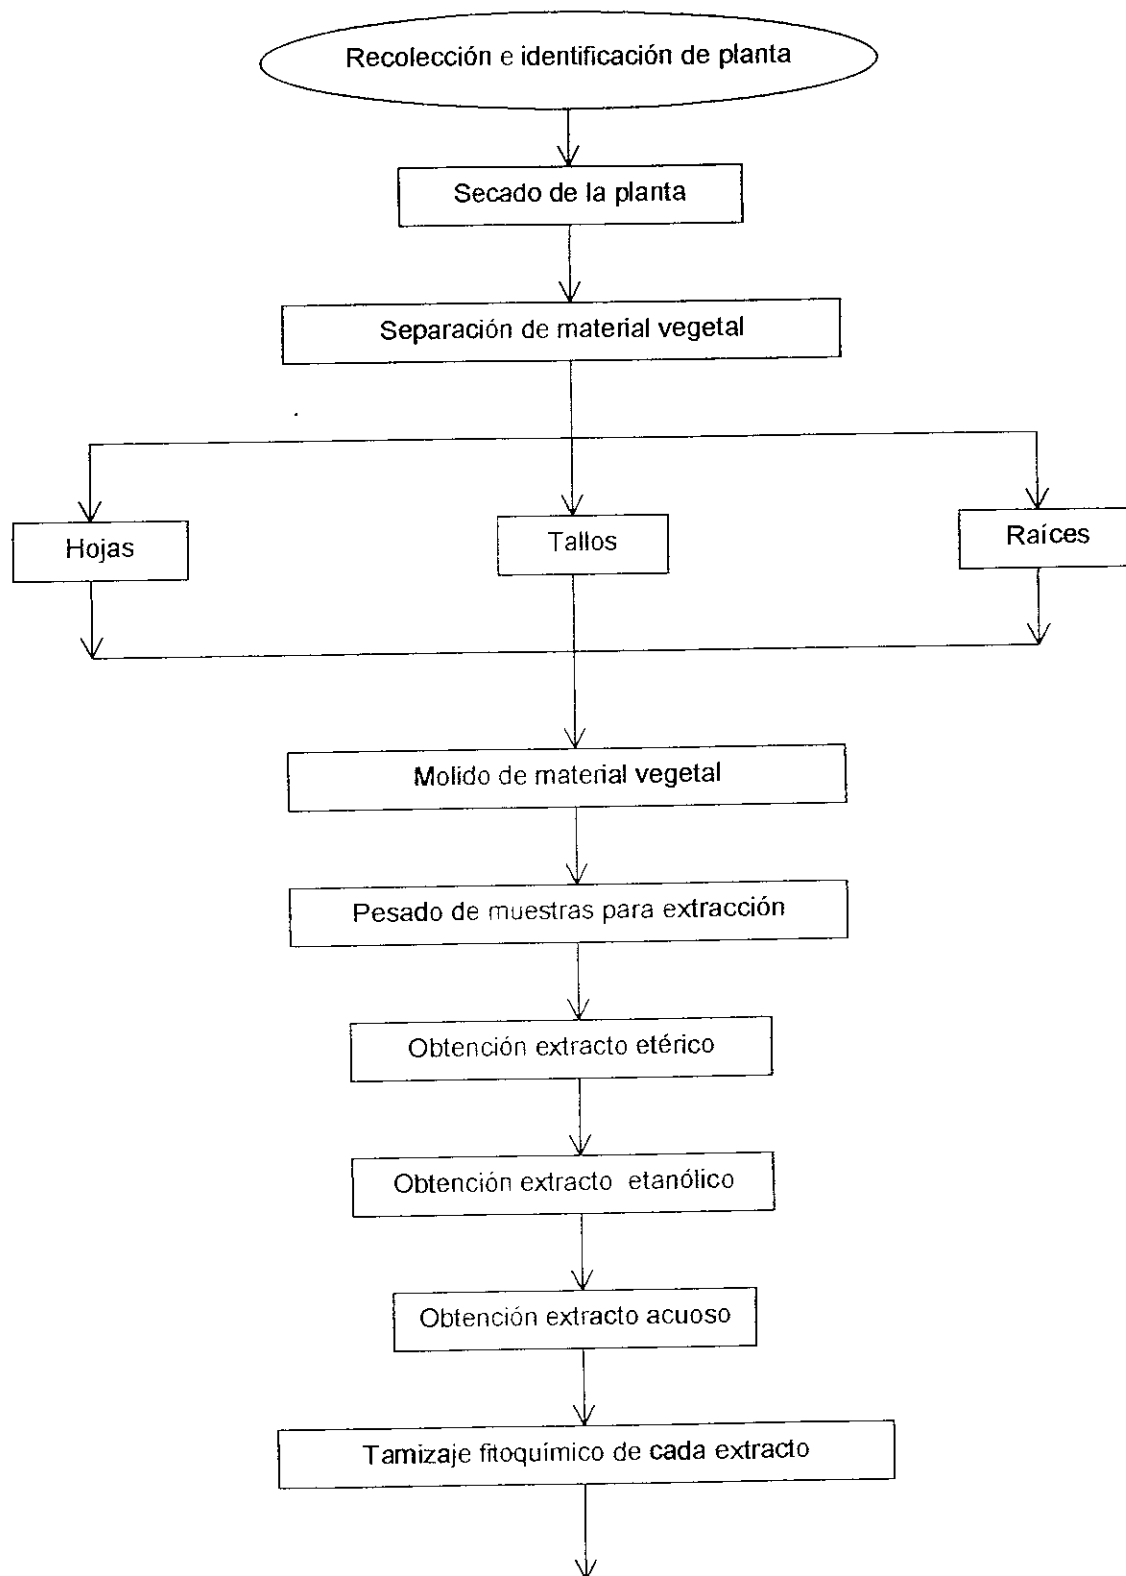 Recolección e identificación de planta
Secado de la planta
Separación de material vegetal
Hojas
Tallos
Raíces
Molido de material vegetal
Pesado de muestras para extracción
Obtención extracto etérico
Obtención extracto etanólico
Obtención extracto acuoso
Tamizaje fitoquímico de cada extracto